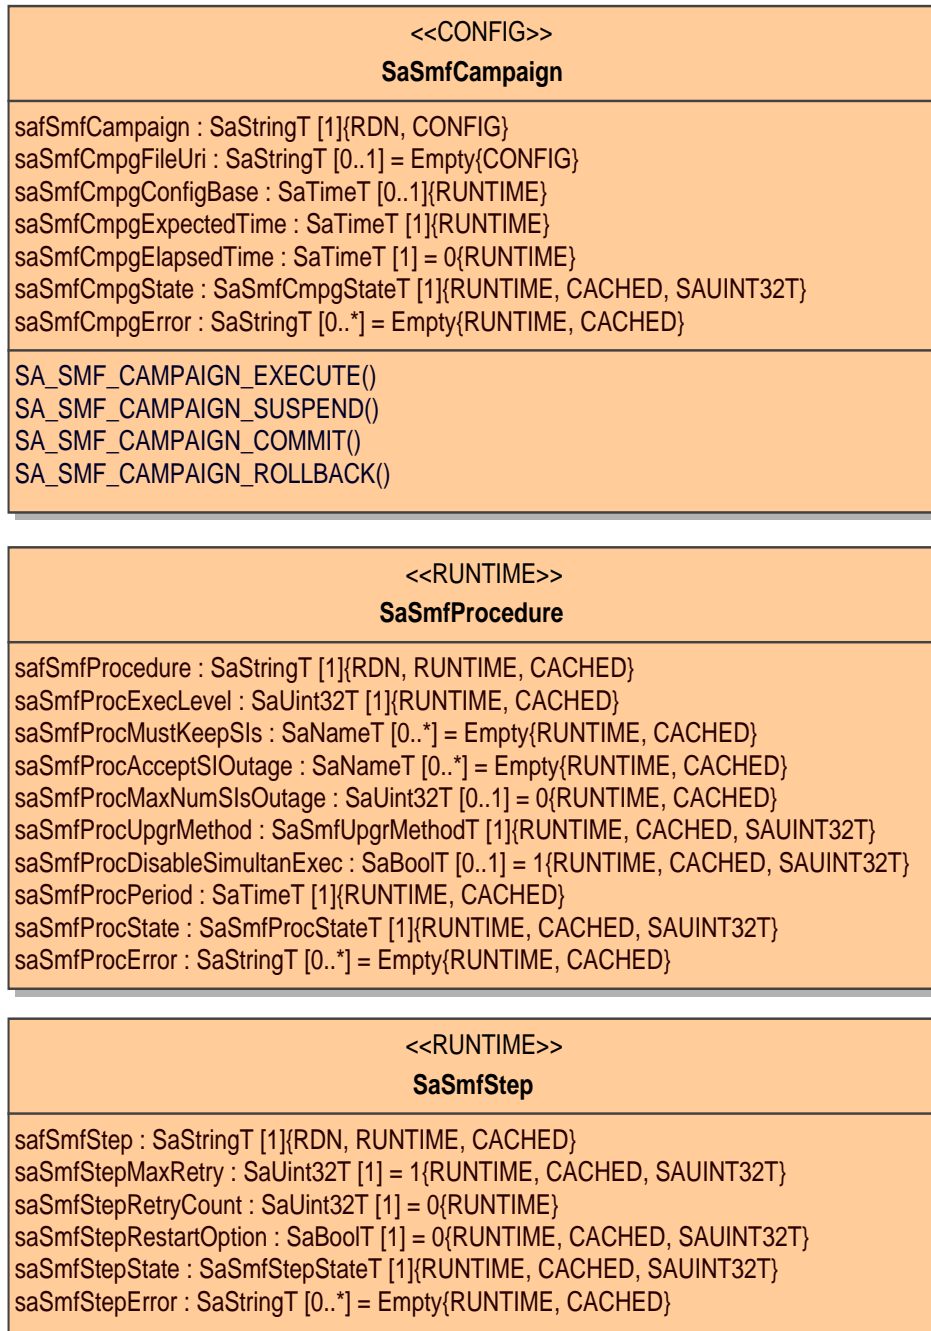 <<CONFIG>>
SaSmfCampaign
safSmfCampaign : SaStringT [1]{RDN, CONFIG}
saSmfCmpgFileUri : SaStringT [0..1] = Empty{CONFIG}
saSmfCmpgConfigBase : SaTimeT [0..1]{RUNTIME}
saSmfCmpgExpectedTime : SaTimeT [1]{RUNTIME}
saSmfCmpgElapsedTime : SaTimeT [1] = 0{RUNTIME}
saSmfCmpgState : SaSmfCmpgStateT [1]{RUNTIME, CACHED, SAUINT32T}
saSmfCmpgError : SaStringT [0..*] = Empty{RUNTIME, CACHED}
SA_SMF_CAMPAIGN_EXECUTE()
SA_SMF_CAMPAIGN_SUSPEND()
SA_SMF_CAMPAIGN_COMMIT()
SA_SMF_CAMPAIGN_ROLLBACK()
<<RUNTIME>>
SaSmfProcedure
safSmfProcedure : SaStringT [1]{RDN, RUNTIME, CACHED}
saSmfProcExecLevel : SaUint32T [1]{RUNTIME, CACHED}
saSmfProcMustKeepSIs : SaNameT [0..*] = Empty{RUNTIME, CACHED}
saSmfProcAcceptSIOutage : SaNameT [0..*] = Empty{RUNTIME, CACHED}
saSmfProcMaxNumSIsOutage : SaUint32T [0..1] = 0{RUNTIME, CACHED}
saSmfProcUpgrMethod : SaSmfUpgrMethodT [1]{RUNTIME, CACHED, SAUINT32T}
saSmfProcDisableSimultanExec : SaBoolT [0..1] = 1{RUNTIME, CACHED, SAUINT32T}
saSmfProcPeriod : SaTimeT [1]{RUNTIME, CACHED}
saSmfProcState : SaSmfProcStateT [1]{RUNTIME, CACHED, SAUINT32T}
saSmfProcError : SaStringT [0..*] = Empty{RUNTIME, CACHED}
<<RUNTIME>>
SaSmfStep
safSmfStep : SaStringT [1]{RDN, RUNTIME, CACHED}
saSmfStepMaxRetry : SaUint32T [1] = 1{RUNTIME, CACHED, SAUINT32T}
saSmfStepRetryCount : SaUint32T [1] = 0{RUNTIME}
saSmfStepRestartOption : SaBoolT [1] = 0{RUNTIME, CACHED, SAUINT32T}
saSmfStepState : SaSmfStepStateT [1]{RUNTIME, CACHED, SAUINT32T}
saSmfStepError : SaStringT [0..*] = Empty{RUNTIME, CACHED}